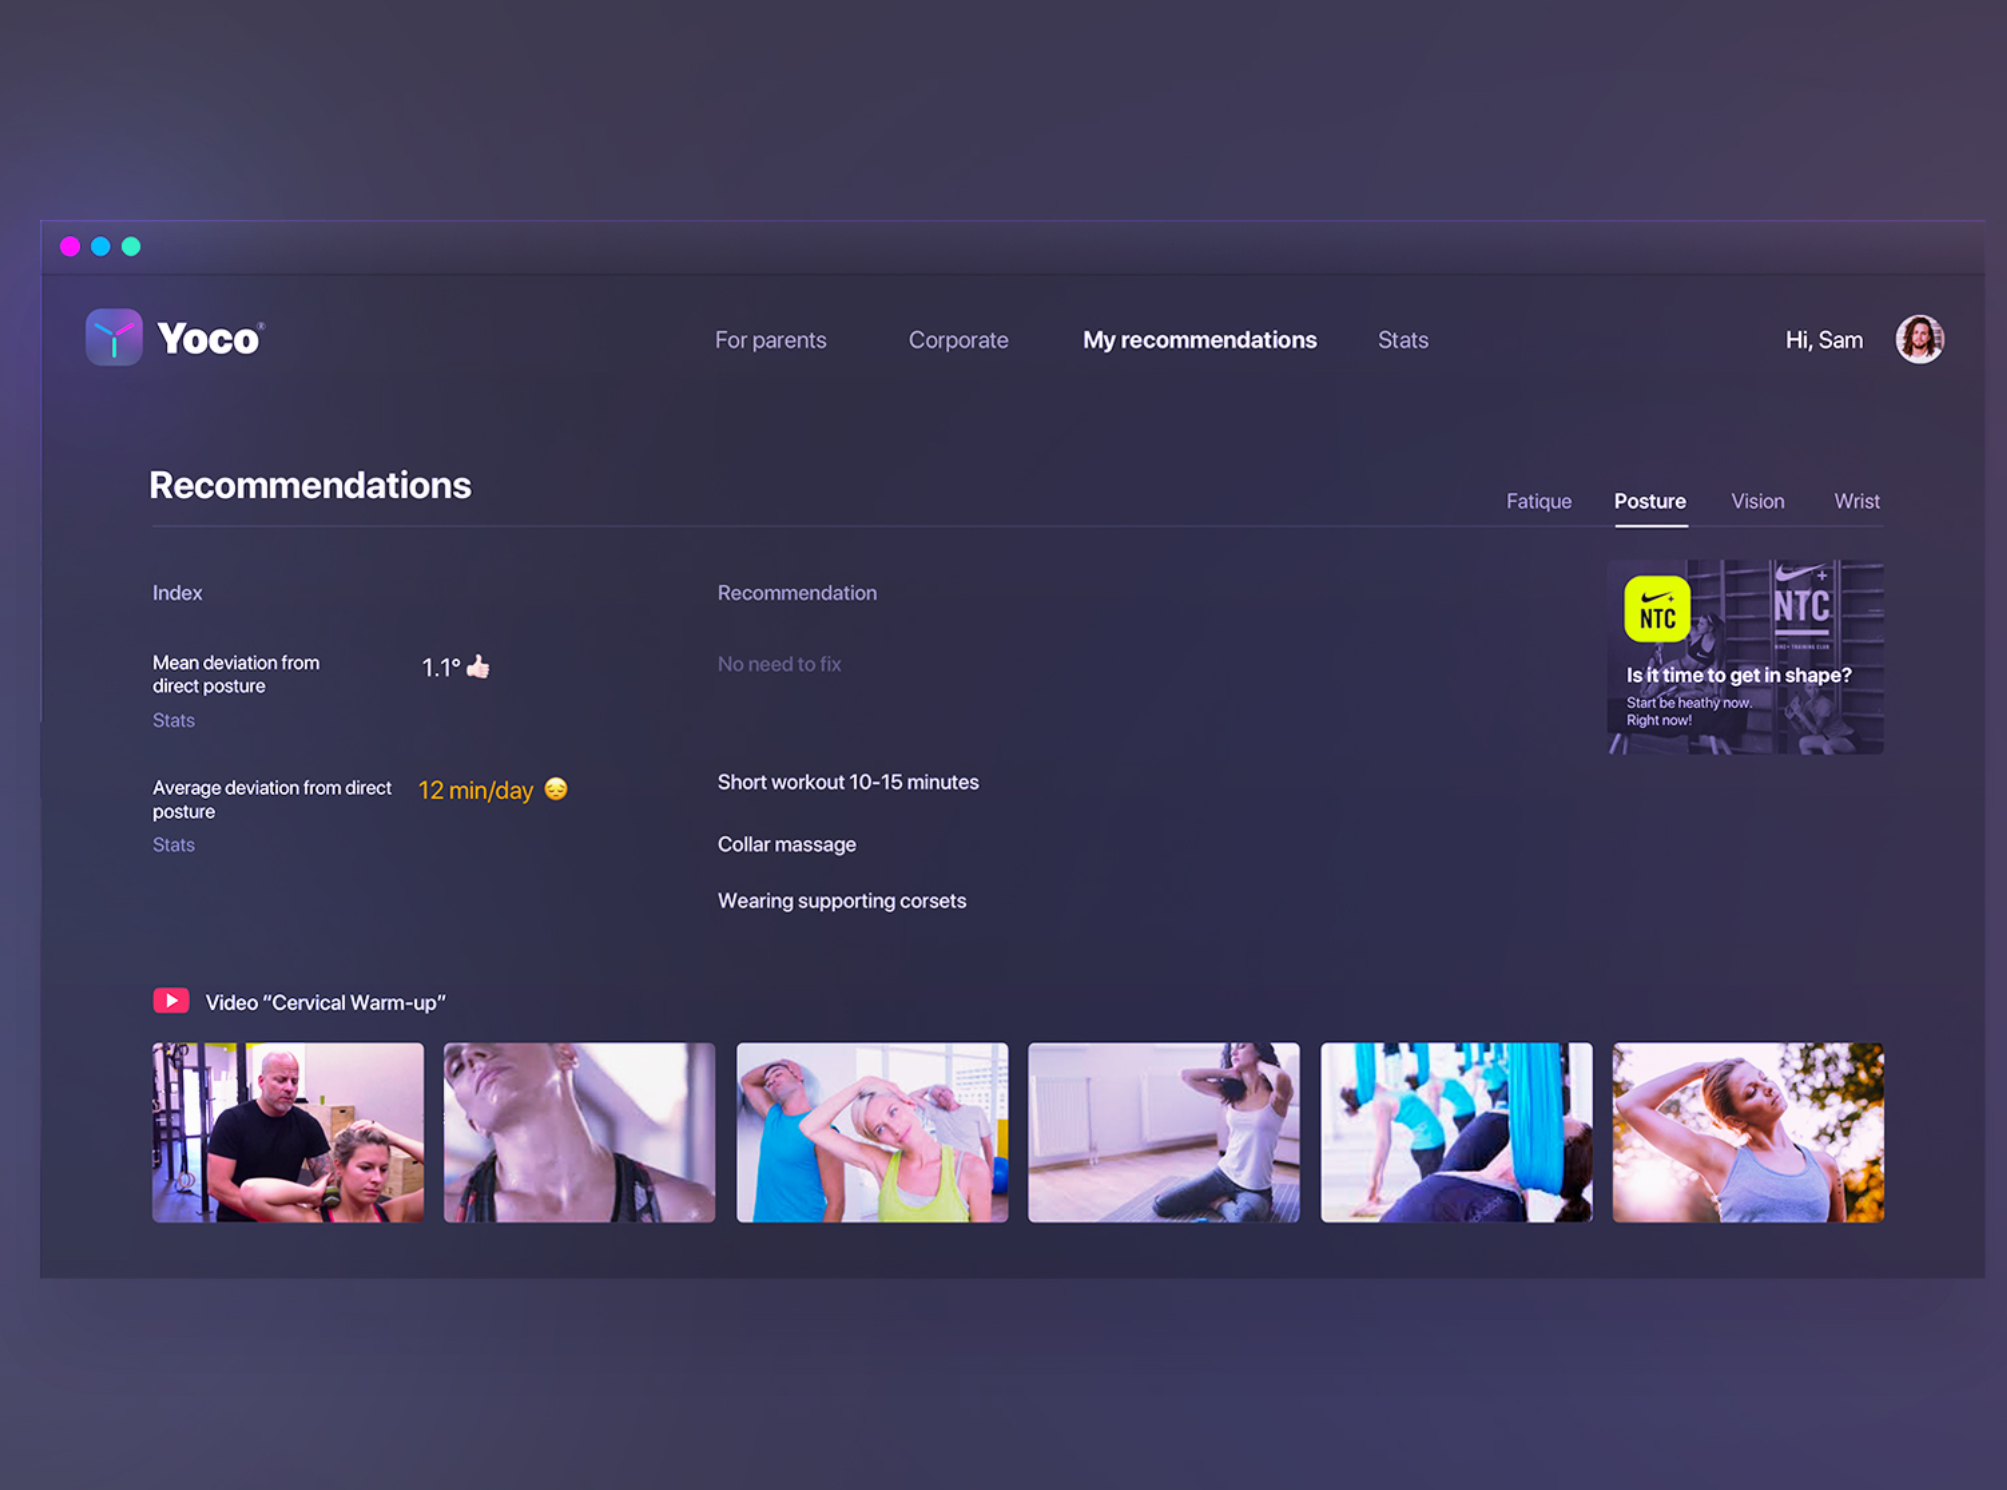 Yoco®
For parents
Corporate
My recommendations
Stats
Hi, Sam
Recommendations
Fatique
Posture
Vision
Wrist
Index
Recommendation
Mean deviation from
direct posture
1.1°
Stats
No need to fix
Average deviation from direct
posture
12 min/day
Stats
Short workout 10-15 minutes
Collar massage
Wearing supporting corsets
NTC
NTC
NIKE+ TRAINING CLUB
Is it time to get in shape?
Start be heathy now.
Right now!
Video “Cervical Warm-up”